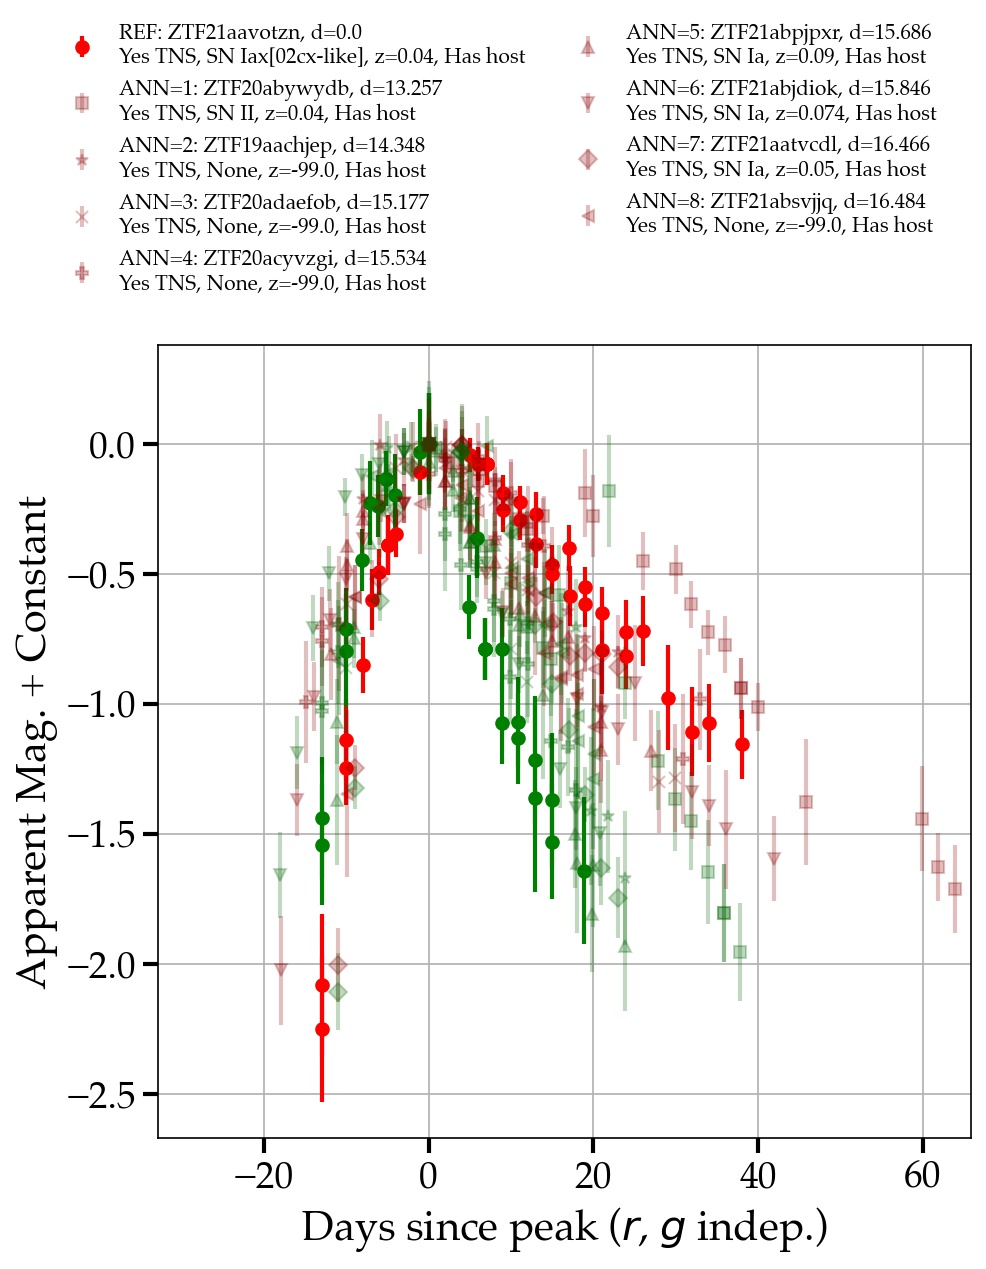 REF: ZTF21aavotzn, d=0.0
Yes TNS, SN Iax[02cx-like], z=0.04, Has host
ANN=1: ZTF20abywydb, d=13.257
Yes TNS, SN II, z=0.04, Has host
ANN=2: ZTF19aachjep, d=14.348
Yes TNS, None, z=-99.0, Has host
ANN=3: ZTF20adaefob, d=15.177
Yes TNS, None, z=-99.0, Has host
ANN=4: ZTF20acyvzgi, d=15.534
Yes TNS, None, z=-99.0, Has host
ANN=5: ZTF21abpjpxr, d=15.686
Yes TNS, SN Ia, z=0.09, Has host
ANN=6: ZTF21abjdiok, d=15.846
Yes TNS, SN Ia, z=0.074, Has host
ANN=7: ZTF21aatvcdl, d=16.466
Yes TNS, SN Ia, z=0.05, Has host
ANN=8: ZTF21absvjjq, d=16.484
Yes TNS, None, z=-99.0, Has host
Apparent Mag. + Constant
0.0
−0.5
−1.0
−1.5
−2.0
−2.5
−20
0
20
40
60
Days since peak (r, g indep.)